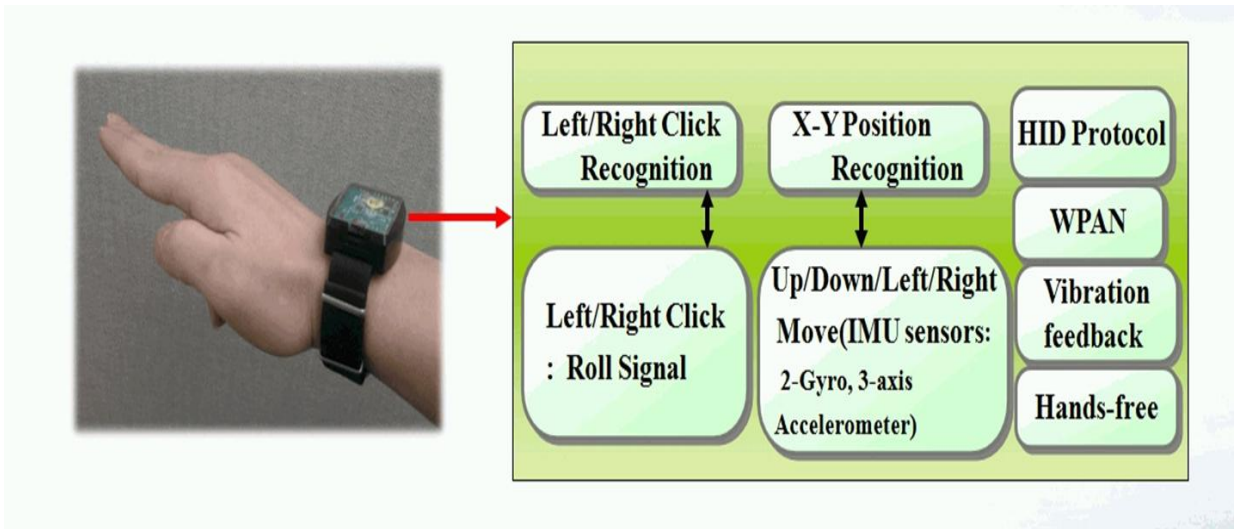 Left/Right Click
Recognition
X-Y Position
Recognition
HID Protocol
WPAN
Left/Right Click
: Roll Signal
Up/Down/Left/Right
Move(IMU sensors:
2-Gyro, 3-axis
Accelerometer)
Vibration
feedback
Hands-free